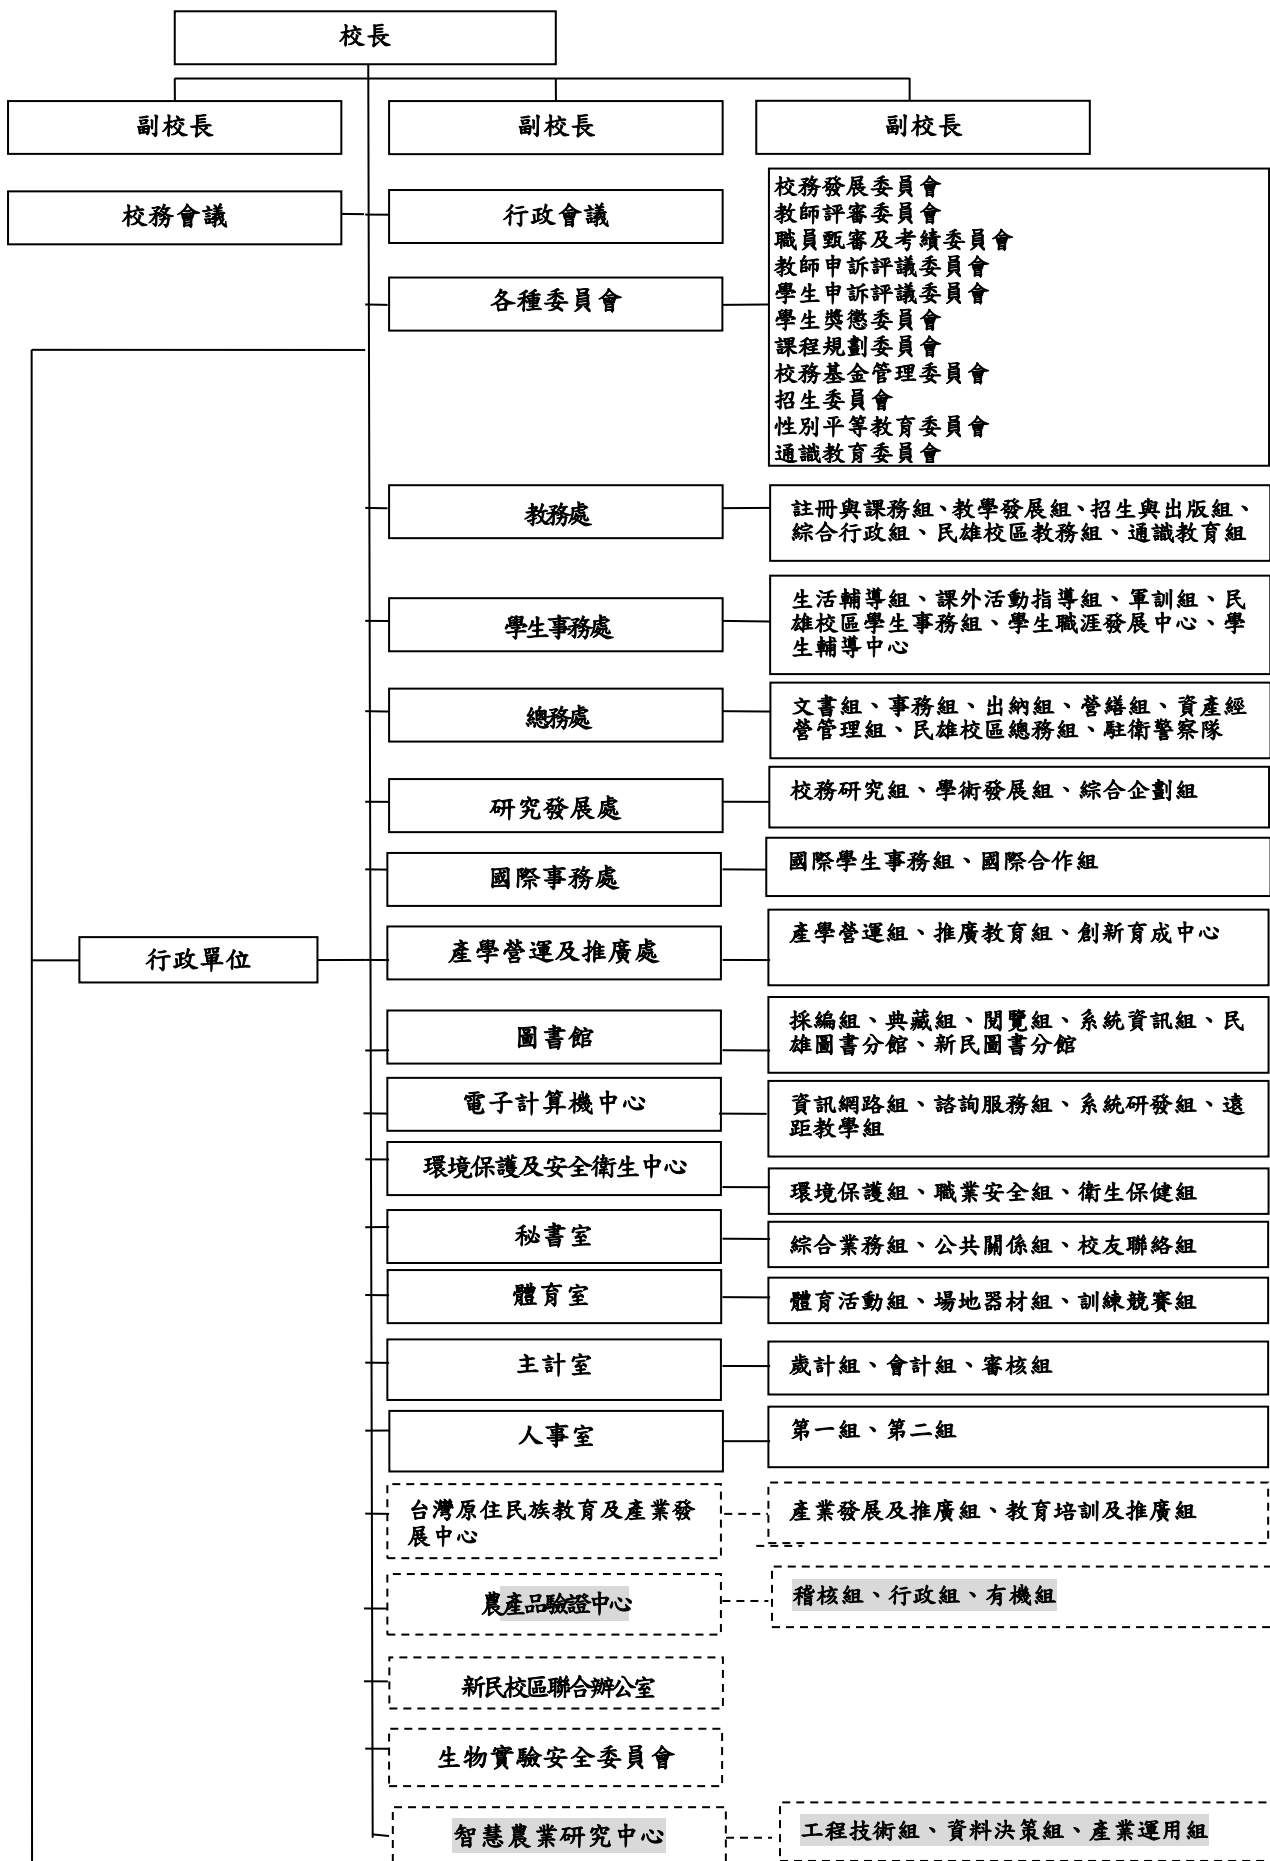 校長
副校長
副校長
副校長
校務會議
行政會議
各種委員會
校務發展委員會
教師評審委員會
職員甄審及考績委員會
教師申訴評議委員會
學生申訴評議委員會
學生獎懲委員會
課程規劃委員會
校務基金管理委員會
招生委員會
性別平等教育委員會
通識教育委員會
教務處
註冊與課務組、教學發展組、招生與出版組、
綜合行政組、民雄校區教務組、通識教育組
學生事務處
生活輔導組、課外活動指導組、軍訓組、民
雄校區學生事務組、學生職涯發展中心、學
生輔導中心
總務處
文書組、事務組、出納組、營繕組、資產經
營管理組、民雄校區總務組、駐衛警察隊
研究發展處
校務研究組、學術發展組、綜合企劃組
國際事務處
國際學生事務組、國際合作組
行政單位
產學營運及推廣處
產學營運組、推廣教育組、創新育成中心
圖書館
採編組、典藏組、閱覽組、系統資訊組、民
雄圖書分館、新民圖書分館
電子計算機中心
資訊網路組、諮詢服務組、系統研發組、遠
距教學組
環境保護及安全衛生中心
環境保護組、職業安全組、衛生保健組
秘書室
綜合業務組、公共關係組、校友聯絡組
體育室
體育活動組、場地器材組、訓練競賽組
主計室
歲計組、會計組、審核組
人事室
第一組、第二組
台灣原住民族教育及產業發
展中心
產業發展及推廣組、教育培訓及推廣組
農產品驗證中心
稽核組、行政組、有機組
新民校區聯合辦公室
生物實驗安全委員會
智慧農業研究中心
工程技術組、資料決策組、產業運用組